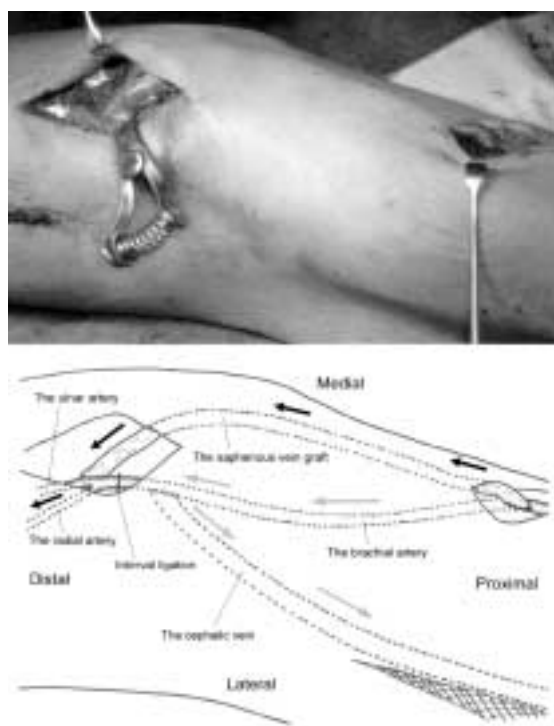 Medial
The ulnar artery
The saphenous vein graft
The radial artery
Interval ligation
The brachial artery
Distal
Proximal
The cephalic vein
Lateral